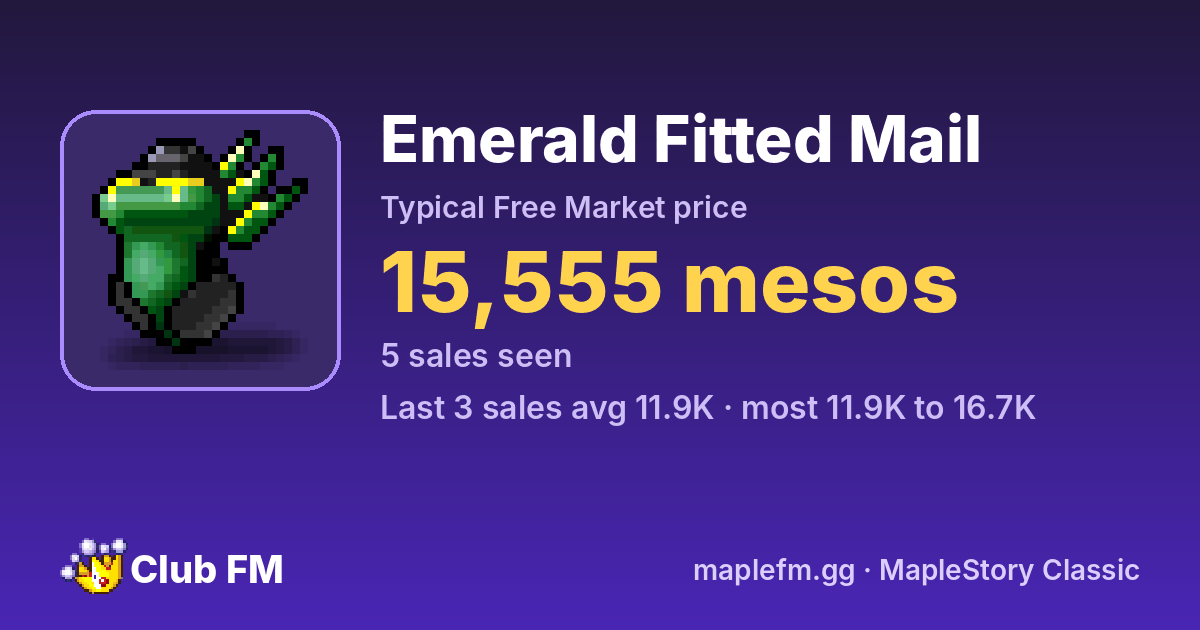 Emerald Fitted Mail
Typical Free Market price
15,555 mesos
5 sales seen
Last 3 sales avg 11.9K · most 11.9K to 16.7K
Club FM
maplefm.gg · MapleStory Classic